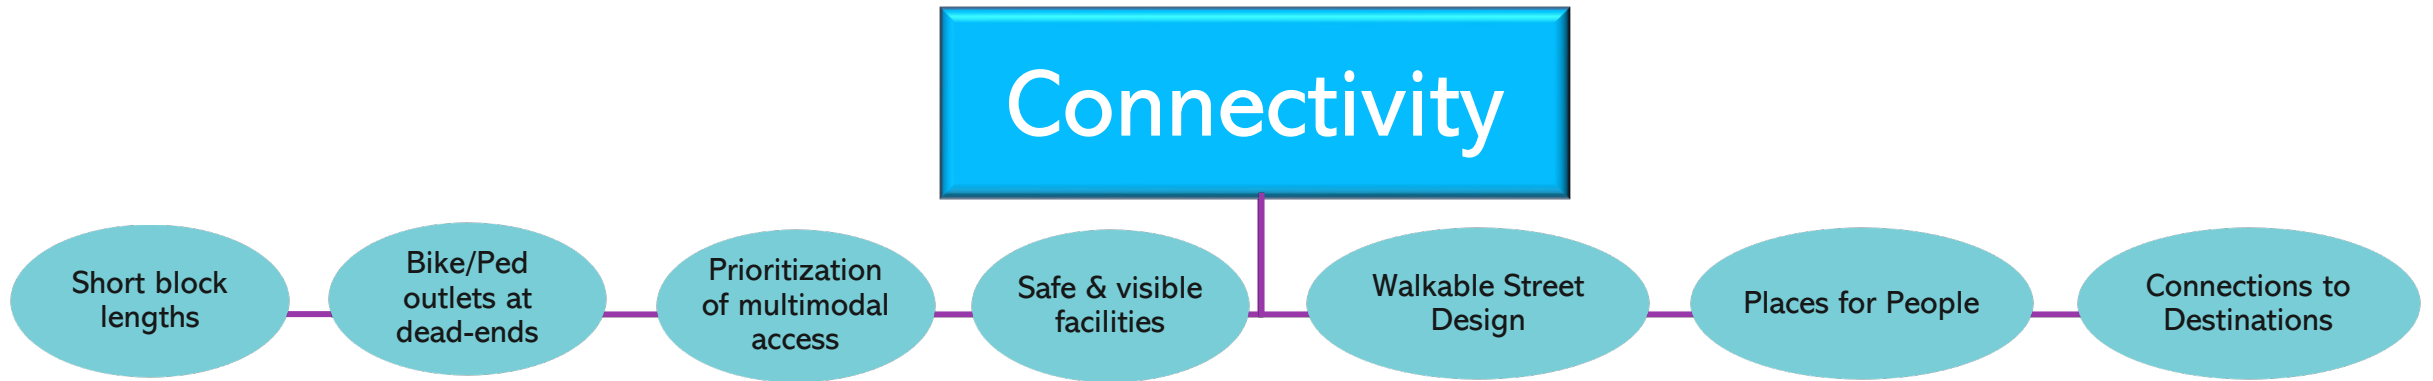 Connectivity
Short block
lengths
Bike/Ped
outlets at
dead-ends
Prioritization
of multimodal
access
Safe & visible
facilities
Walkable Street
Design
Places for People
Connections to
Destinations